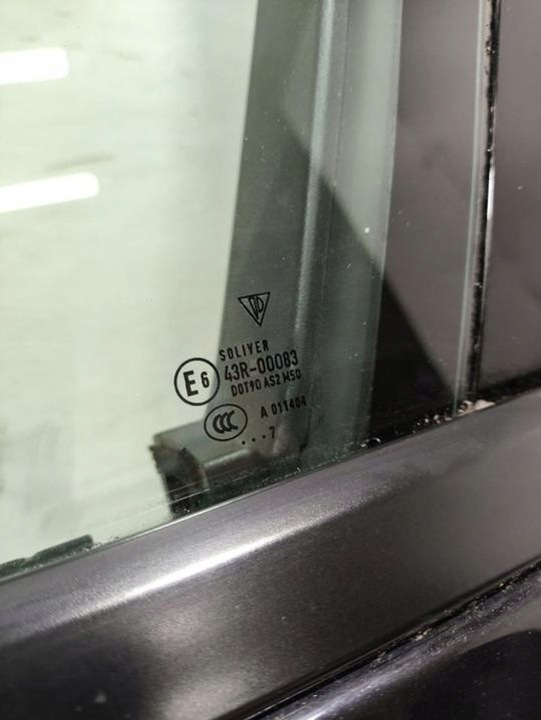 SOLIVER
E6 43R-00083
DOT90 AS2 M50
CCC A 011404
...7